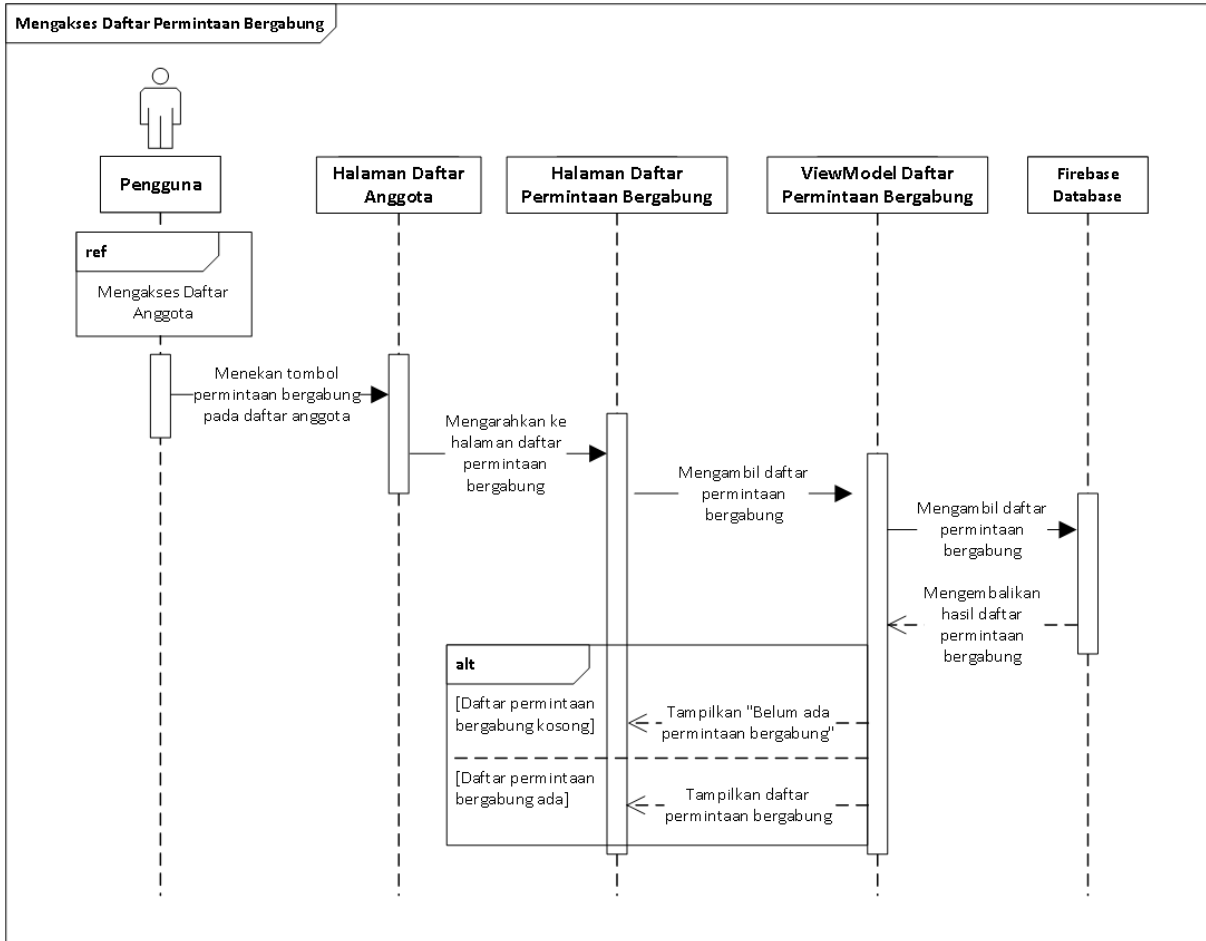 Mengakses Daftar Permintaan Bergabung
Pengguna
Halaman Daftar
Anggota
Halaman Daftar
Permintaan Bergabung
ViewModel Daftar
Permintaan Bergabung
Firebase
Database
ref
Mengakses Daftar
Anggota
Menekan tombol
permintaan bergabung
pada daftar anggota
Mengarahkan ke
halaman daftar
permintaan
bergabung
Mengambil daftar
permintaan
bergabung
Mengambil daftar
permintaan
bergabung
Mengembalikan
hasil daftar
permintaan
bergabung
alt
[Daftar permintaan
bergabung kosong]
Tampilkan "Belum ada
permintaan bergabung"
[Daftar permintaan
bergabung ada]
Tampilkan daftar
permintaan bergabung